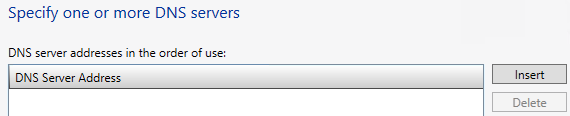 Specify one or more DNS servers
DNS server addresses in the order of use:
DNS Server Address
Insert
Delete